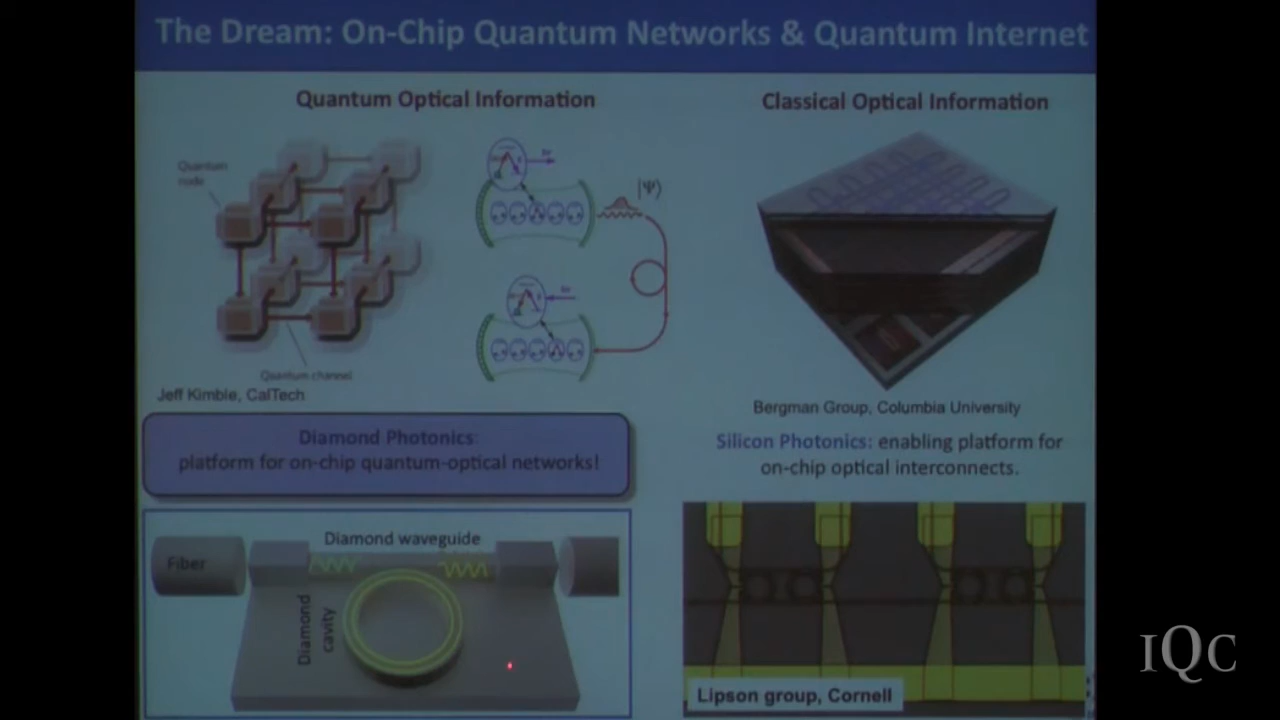 The Dream: On-Chip Quantum Networks & Quantum Internet
Quantum Optical Information
Classical Optical Information
Quantum
node
|Ψ⟩
Quantum channel
Jeff Kimble, CalTech
Bergman Group, Columbia University
Diamond Photonics:
platform for on-chip quantum-optical networks!
Silicon Photonics: enabling platform for
on-chip optical interconnects.
Diamond waveguide
Fiber
Diamond
cavity
Lipson group, Cornell
IQC